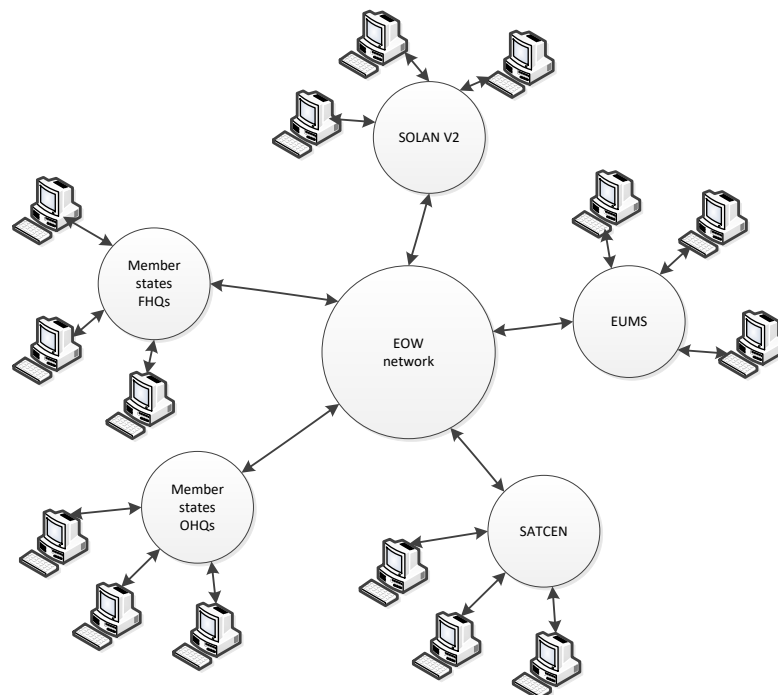 SOLAN V2
Member
states
FHQs
EUMS
EOW
network
Member
states
OHQs
SATCEN